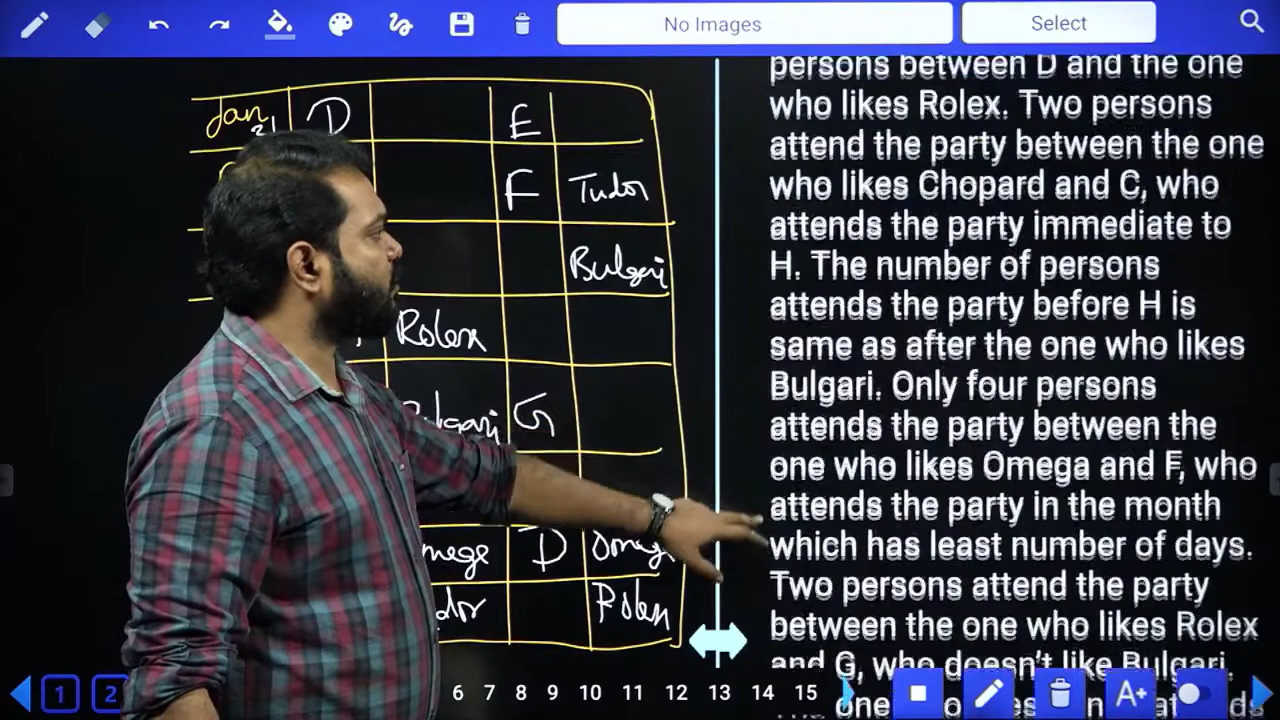 No Images
Select
Jan
D
E
F
Tudor
Bulgari
Rolex
G
D
Omega
Rolex
persons between D and the one
who likes Rolex. Two persons
attend the party between the one
who likes Chopard and C, who
attends the party immediate to
H. The number of persons
attends the party before H is
same as after the one who likes
Bulgari. Only four persons
attends the party between the
one who likes Omega and F, who
attends the party in the month
which has least number of days.
Two persons attend the party
between the one who likes Rolex
and G, who doesn't like Bulgari.
1 2
6 7 8 9 10 11 12 13 14 15
A+